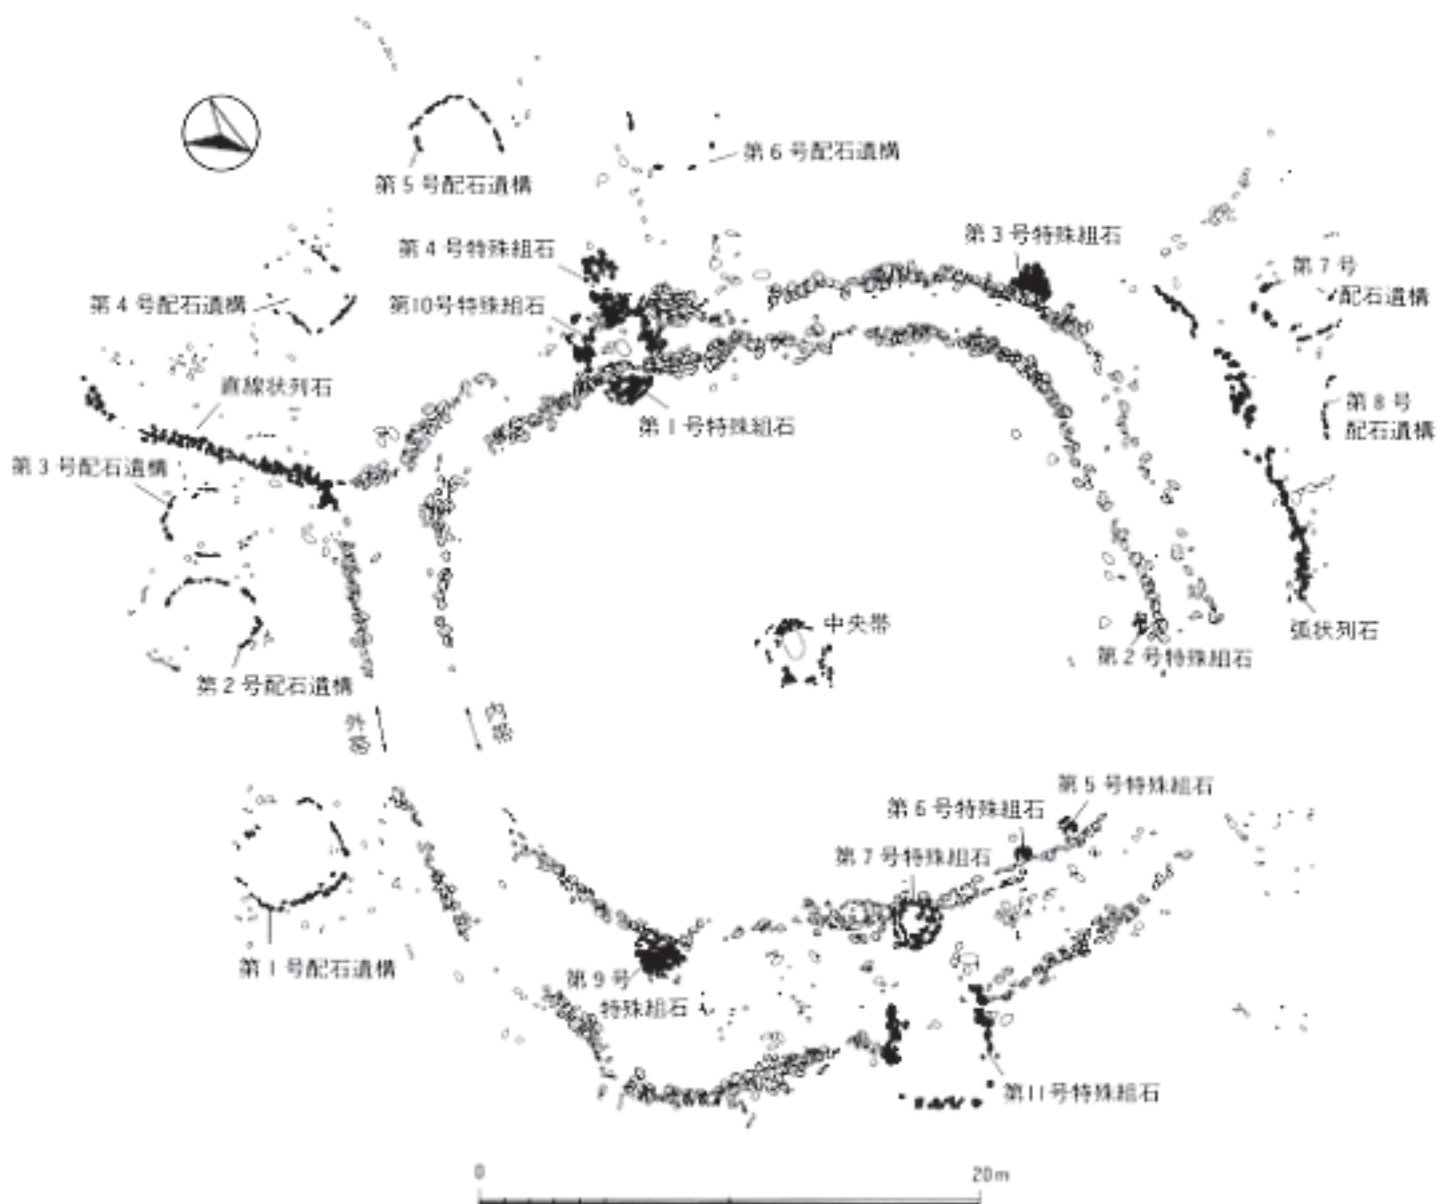 第6号配石遺構
第5号配石遺構
第3号特殊組石
第4号特殊組石
第7号
配石遺構
第4号配石遺構
第10号特殊組石
直線状列石
第8号
配石遺構
第1号特殊組石
第3号配石遺構
中央帯
弧状列石
第2号特殊組石
第2号配石遺構
外帯
内帯
第5号特殊組石
第6号特殊組石
第7号特殊組石
第1号配石遺構
第9号
特殊組石
第11号特殊組石
0
20m